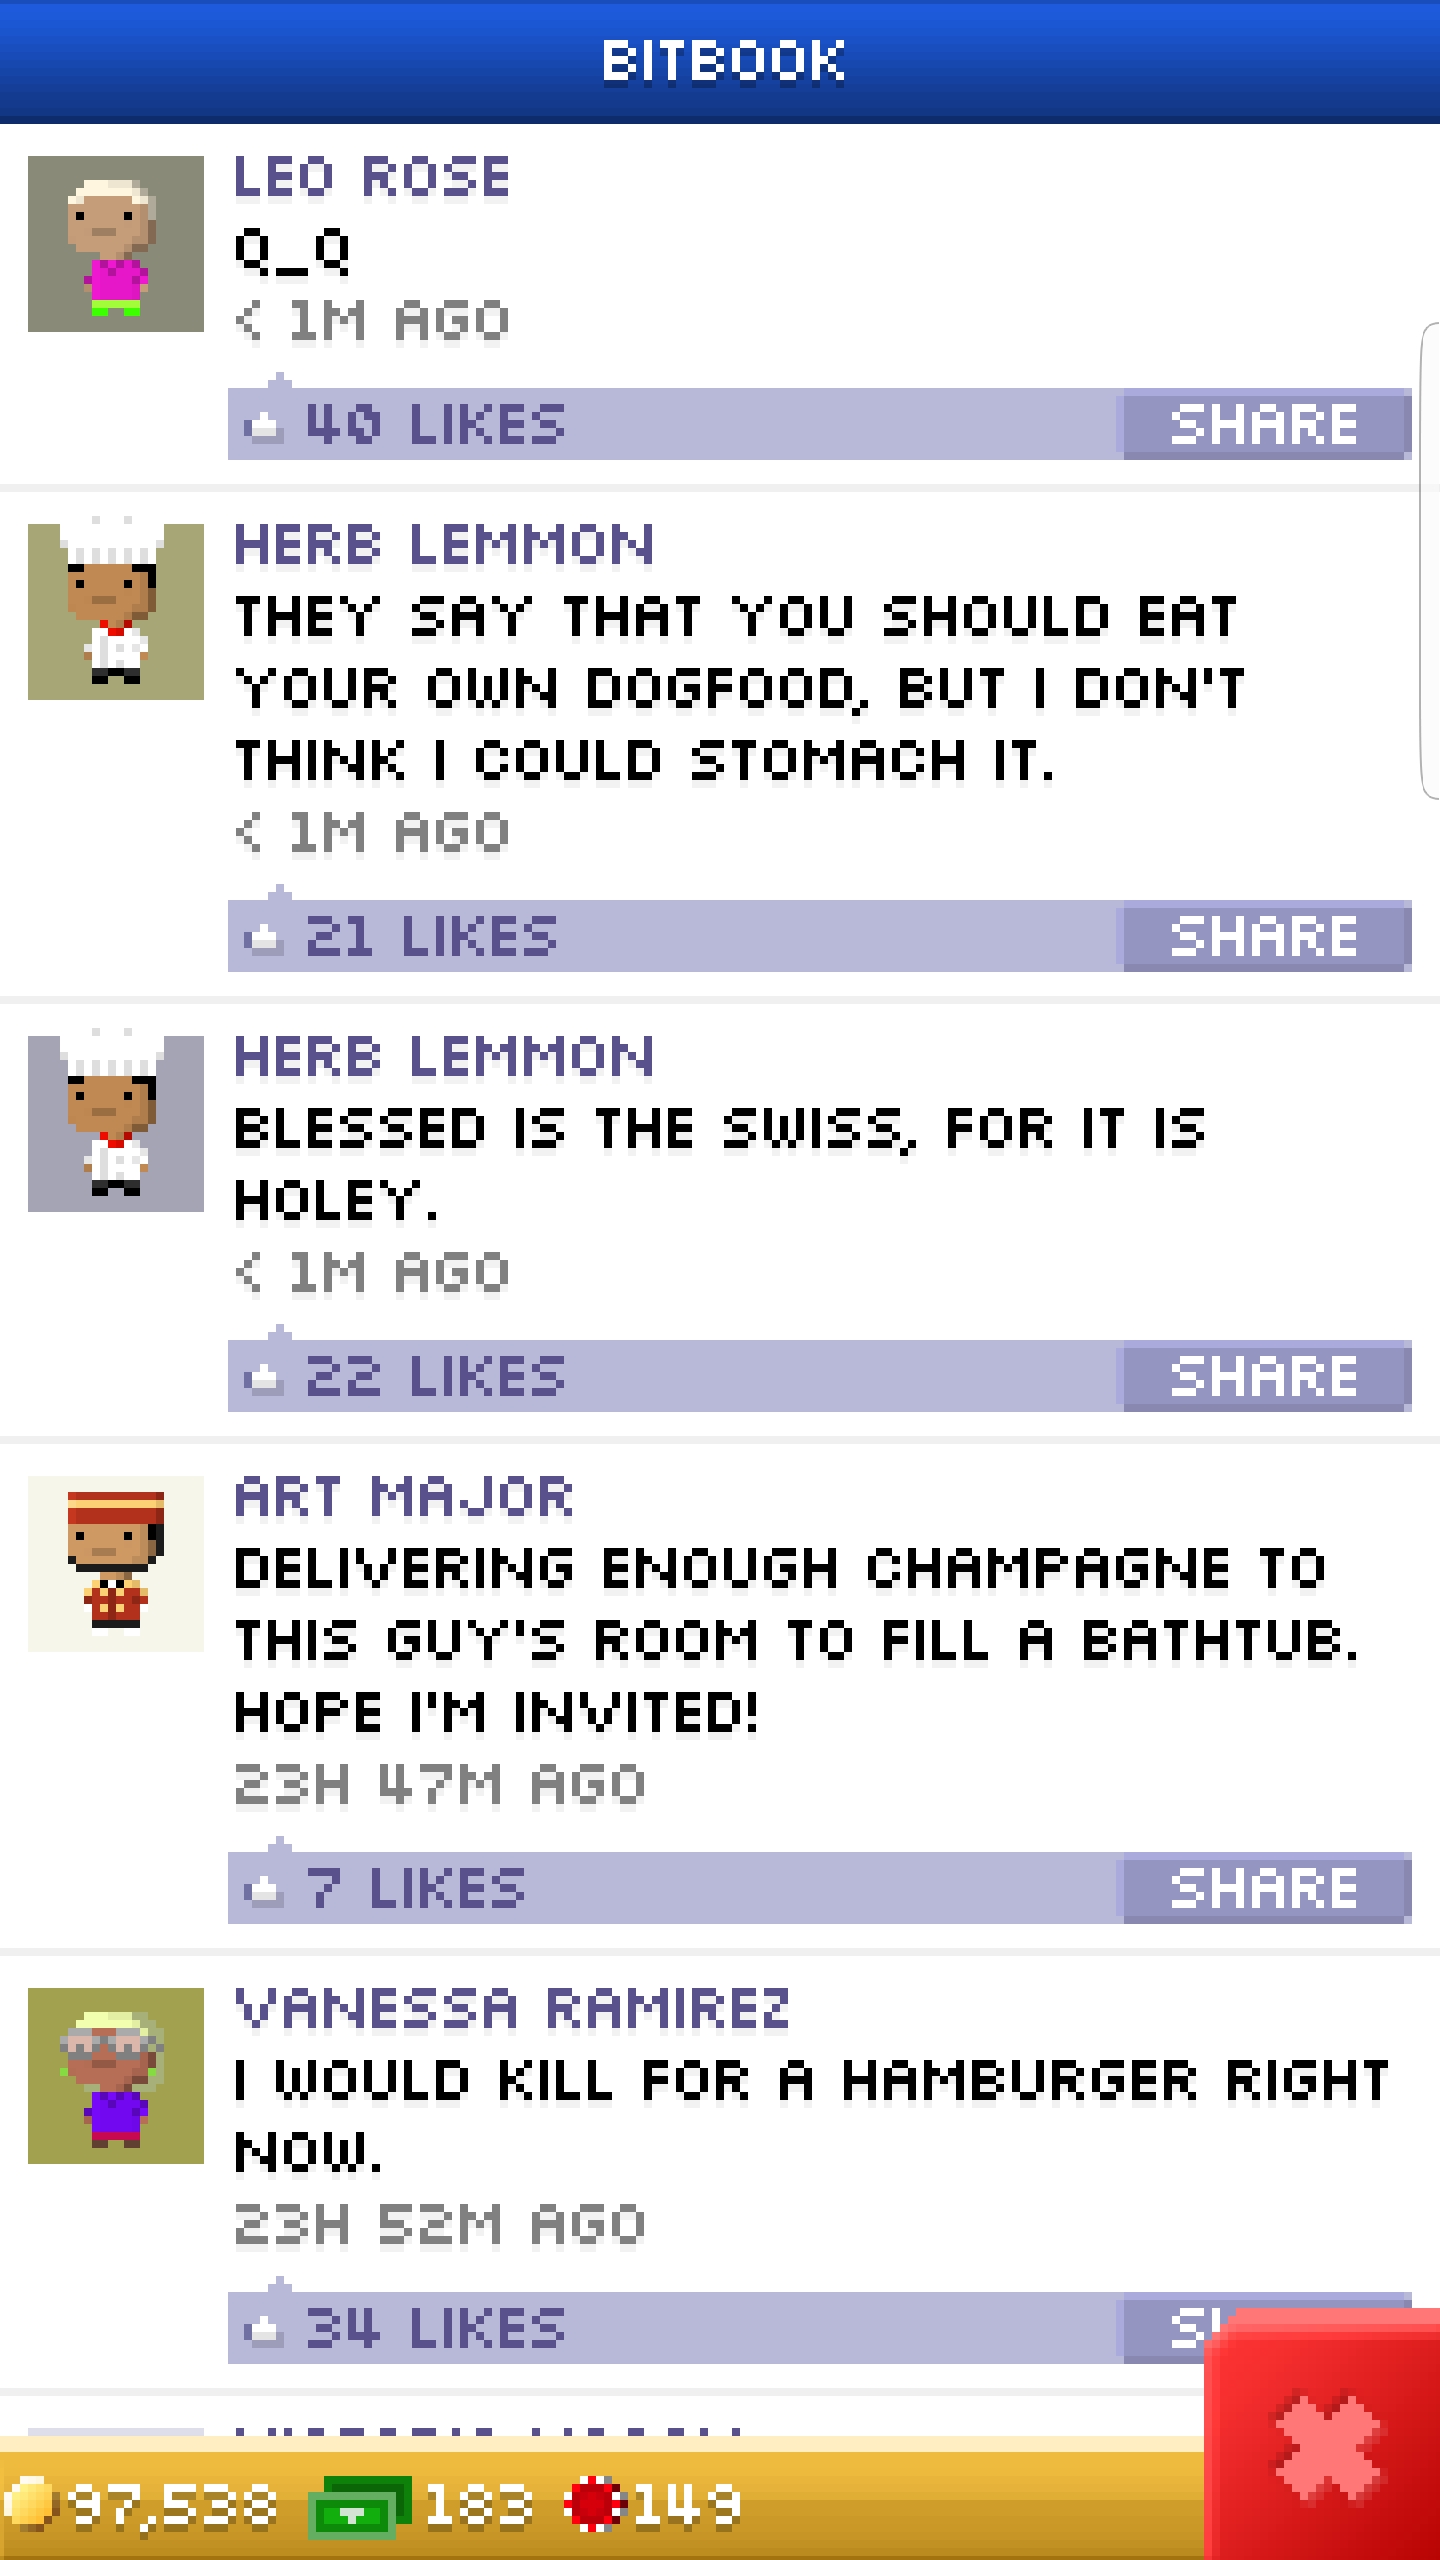 BITBOOK
LEO ROSE
Q_Q
< 1M AGO
40 LIKES
SHARE
HERB LEMMON
THEY SAY THAT YOU SHOULD EAT
YOUR OWN DOGFOOD, BUT I DON'T
THINK I COULD STOMACH IT.
< 1M AGO
21 LIKES
SHARE
HERB LEMMON
BLESSED IS THE SWISS, FOR IT IS
HOLEY.
< 1M AGO
22 LIKES
SHARE
ART MAJOR
DELIVERING ENOUGH CHAMPAGNE TO
THIS GUY'S ROOM TO FILL A BATHTUB.
HOPE I'M INVITED!
23H 47M AGO
7 LIKES
SHARE
VANESSA RAMIREZ
I WOULD KILL FOR A HAMBURGER RIGHT
NOW.
23H 52M AGO
34 LIKES
97,538 183 149